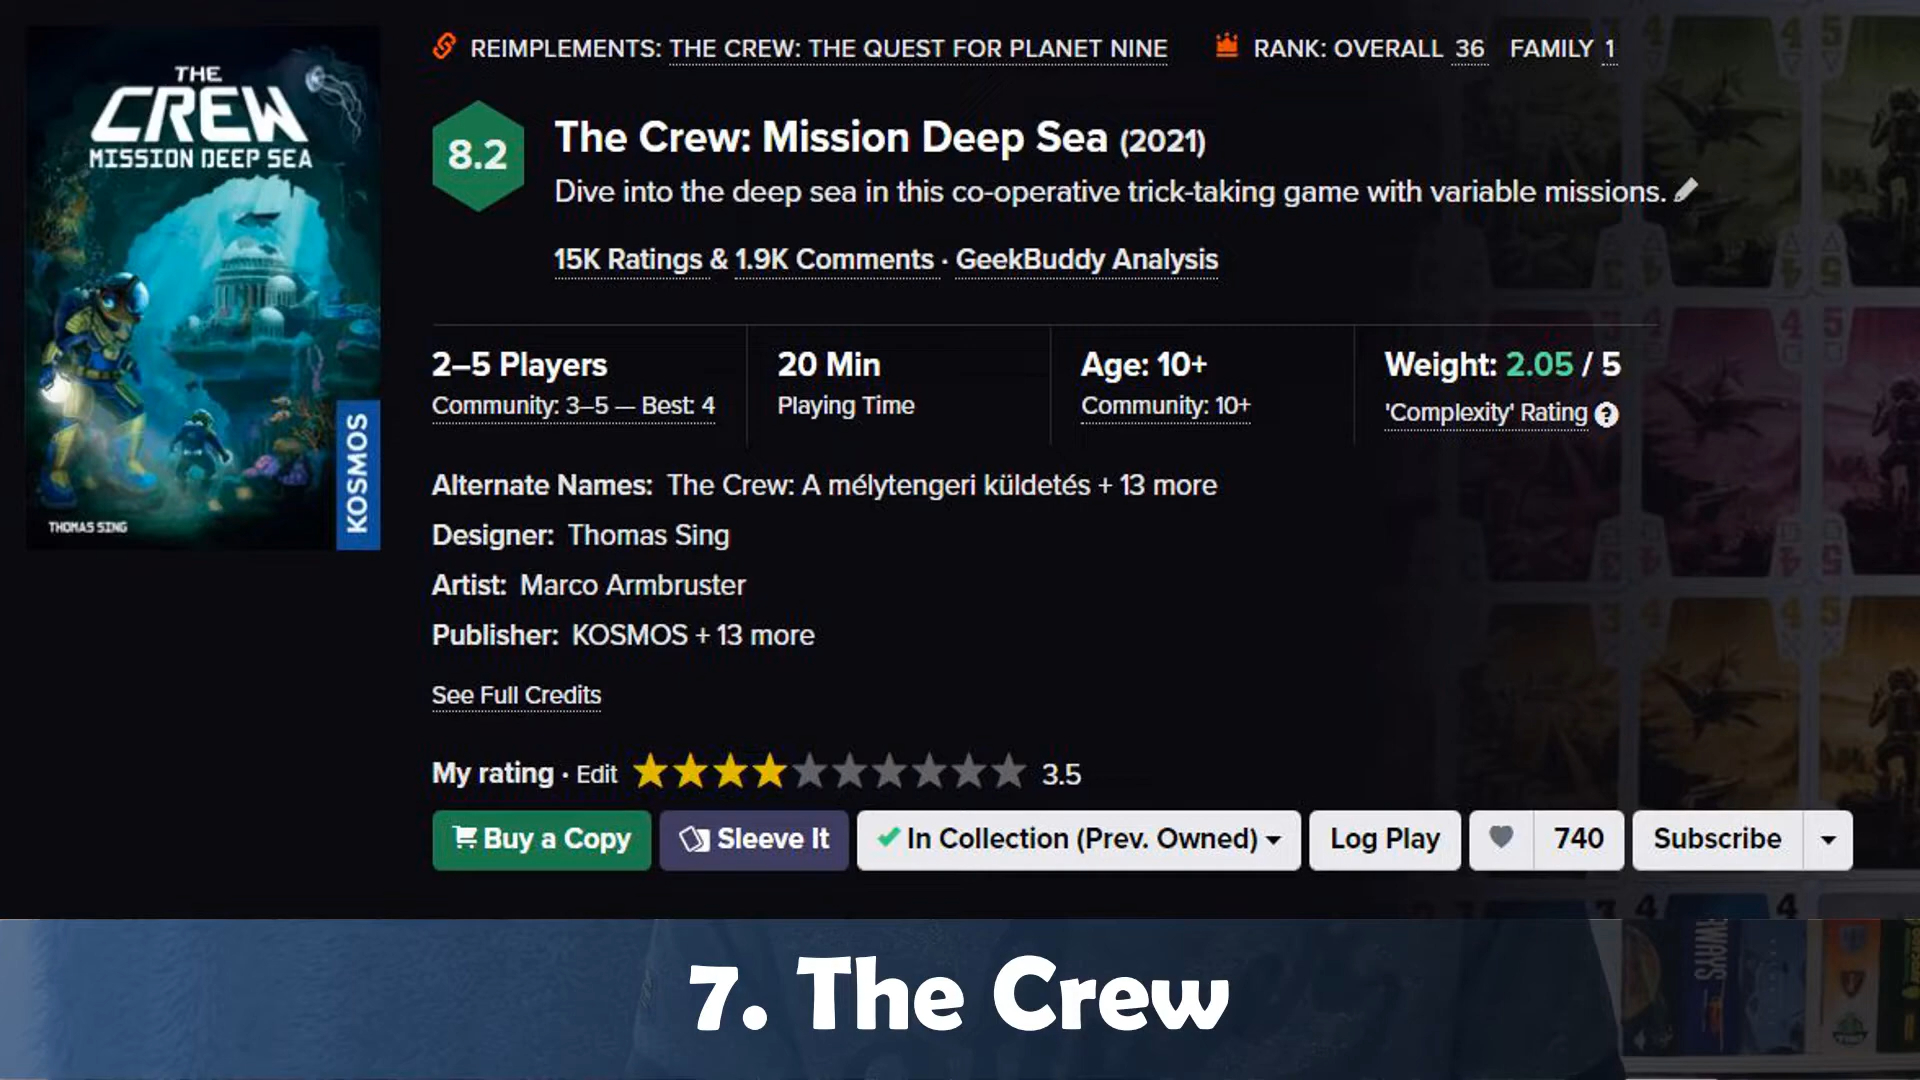 THE
CREW
MISSION DEEP SEA
THOMAS SING
KOSMOS
REIMPLEMENTS: THE CREW: THE QUEST FOR PLANET NINE
RANK: OVERALL 36 FAMILY 1
8.2
The Crew: Mission Deep Sea (2021)
Dive into the deep sea in this co-operative trick-taking game with variable missions.
15K Ratings & 1.9K Comments · GeekBuddy Analysis
2–5 Players
Community: 3–5 — Best: 4
20 Min
Playing Time
Age: 10+
Community: 10+
Weight: 2.05 / 5
'Complexity' Rating ?
Alternate Names: The Crew: A mélytengeri küldetés + 13 more
Designer: Thomas Sing
Artist: Marco Armbruster
Publisher: KOSMOS + 13 more
See Full Credits
My rating · Edit 3.5
Buy a Copy
Sleeve It
In Collection (Prev. Owned)
Log Play
740
Subscribe
7. The Crew